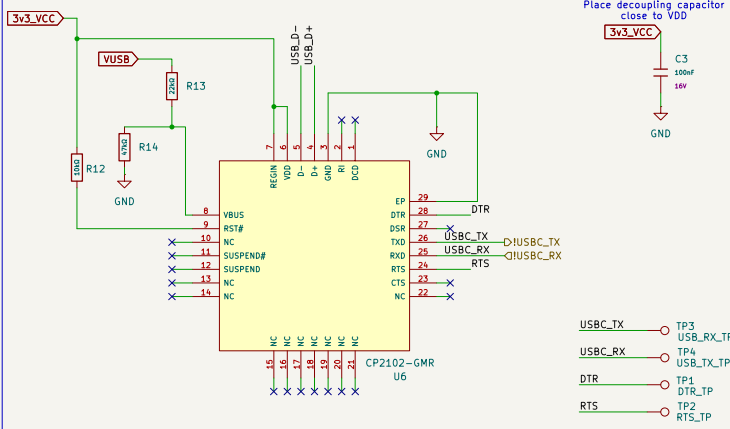 Place decoupling capacitor
close to VDD
3v3_VCC
3v3_VCC
VUSB
USB_D-
USB_D+
C3
100nF
16V
GND
22kΩ
R13
47kΩ
R14
10kΩ
R12
GND
GND
7
6
5
4
3
2
1
REGIN
VDD
D-
D+
GND
RI
DCD
8
VBUS
9
RST#
10
NC
11
SUSPEND#
12
SUSPEND
13
NC
14
NC
EP
29
DTR
28
DTR
DSR
27
TXD
26
USBC_TX
!USBC_TX
RXD
25
USBC_RX
!USBC_RX
RTS
24
RTS
CTS
23
NC
22
NC
NC
NC
NC
NC
NC
NC
15
16
17
18
19
20
21
CP2102-GMR
U6
USBC_TX
TP3
USB_RX_TP
USBC_RX
TP4
USB_TX_TP
DTR
TP1
DTR_TP
RTS
TP2
RTS_TP